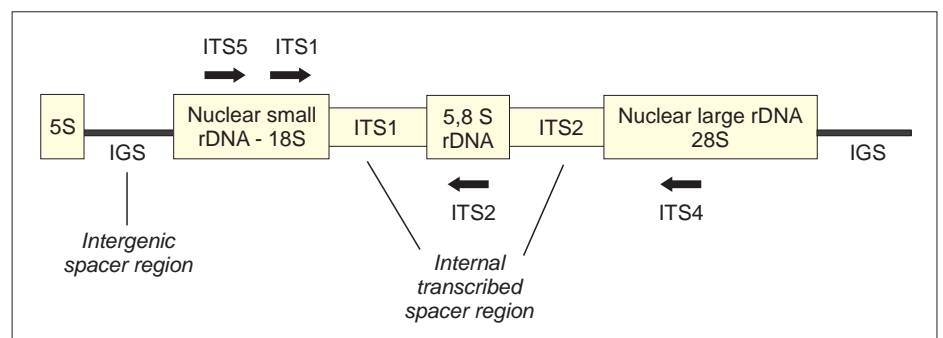 ITS5 ITS1
5S
IGS
Nuclear small
rDNA - 18S
ITS1
5,8 S
rDNA
ITS2
Nuclear large rDNA
28S
IGS
ITS2
ITS4
Intergenic
spacer region
Internal
transcribed
spacer region